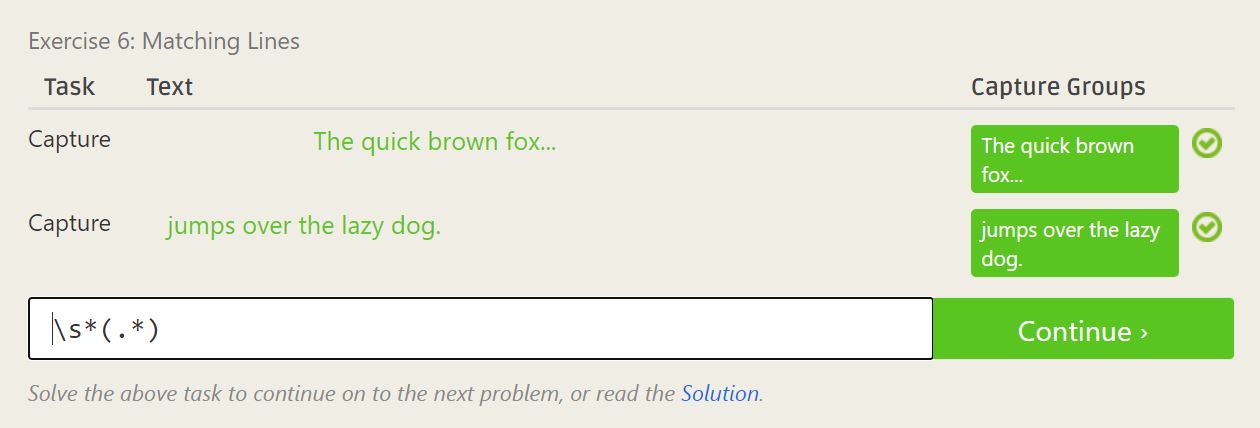 Exercise 6: Matching Lines
Task Text Capture Groups
Capture The quick brown fox... The quick brown
fox...
Capture jumps over the lazy dog. jumps over the lazy
dog.
\s*(.*) Continue ›
Solve the above task to continue on to the next problem, or read the Solution.